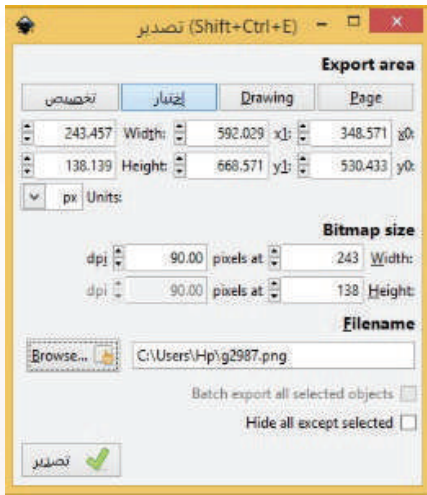 تصدير (Shift+Ctrl+E)
Export area
Page Drawing إختيار تخصيص
x0: 348.571 x1: 592.029 Width: 243.457
y0: 530.433 y1: 668.571 Height: 138.139
Units: px
Bitmap size
Width: 243 pixels at 90.00 dpi
Height: 138 pixels at 90.00 dpi
Filename
C:\Users\Hp\g2987.png Browse...
Batch export all selected objects
Hide all except selected
تصدير